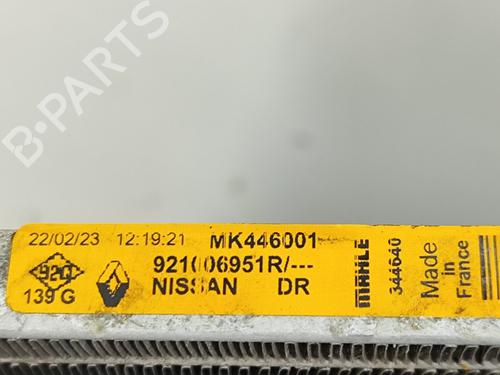 B-PARTS
22/02/23 12:19:21 MK446001
921006951R/---
920
139 G
NISSAN DR
MAHLE
344640
Made
in
France